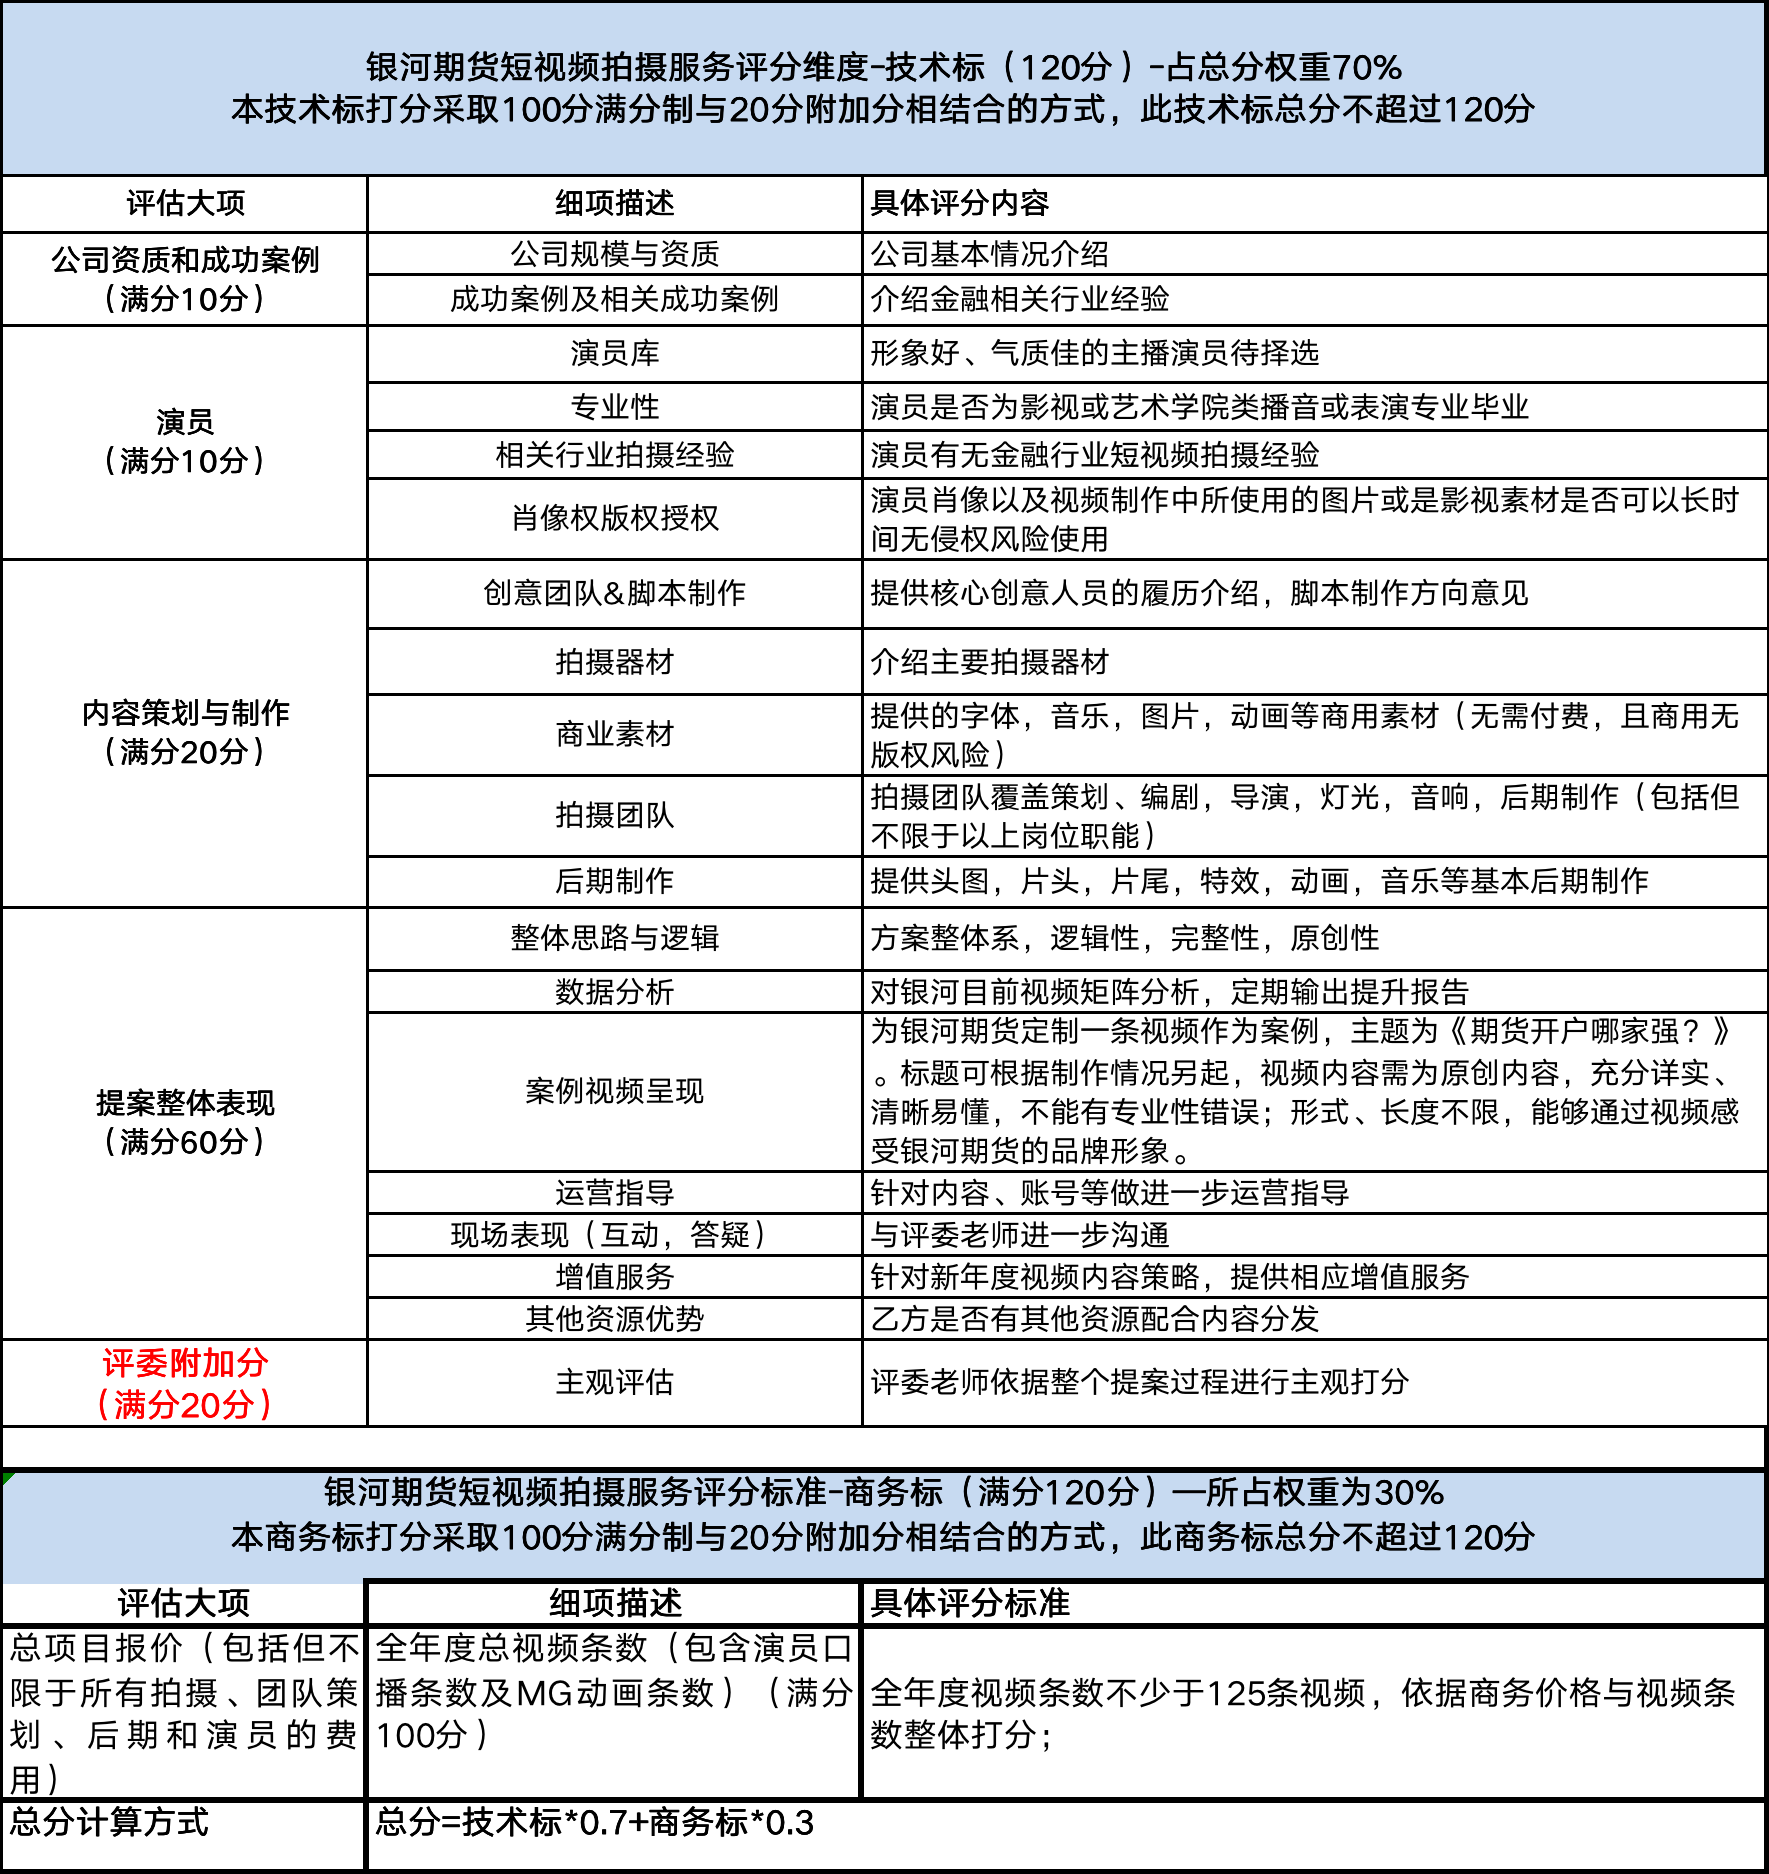 银河期货短视频拍摄服务评分维度-技术标（120分）-占总分权重70%
本技术标打分采取100分满分制与20分附加分相结合的方式，此技术标总分不超过120分
评估大项
细项描述
具体评分内容
公司资质和成功案例
（满分10分）
公司规模与资质
公司基本情况介绍
成功案例及相关成功案例
介绍金融相关行业经验
演员
（满分10分）
演员库
形象好、气质佳的主播演员待择选
专业性
演员是否为影视或艺术学院类播音或表演专业毕业
相关行业拍摄经验
演员有无金融行业短视频拍摄经验
肖像权版权授权
演员肖像以及视频制作中所使用的图片或是影视素材是否可以长时
间无侵权风险使用
内容策划与制作
（满分20分）
创意团队&脚本制作
提供核心创意人员的履历介绍，脚本制作方向意见
拍摄器材
介绍主要拍摄器材
商业素材
提供的字体，音乐，图片，动画等商用素材（无需付费，且商用无
版权风险）
拍摄团队
拍摄团队覆盖策划、编剧，导演，灯光，音响，后期制作（包括但
不限于以上岗位职能）
后期制作
提供头图，片头，片尾，特效，动画，音乐等基本后期制作
提案整体表现
（满分60分）
整体思路与逻辑
方案整体系，逻辑性，完整性，原创性
数据分析
对银河目前视频矩阵分析，定期输出提升报告
案例视频呈现
为银河期货定制一条视频作为案例，主题为《期货开户哪家强？》
。标题可根据制作情况另起，视频内容需为原创内容，充分详实、
清晰易懂，不能有专业性错误；形式、长度不限，能够通过视频感
受银河期货的品牌形象。
运营指导
针对内容、账号等做进一步运营指导
现场表现（互动，答疑）
与评委老师进一步沟通
增值服务
针对新年度视频内容策略，提供相应增值服务
其他资源优势
乙方是否有其他资源配合内容分发
评委附加分
（满分20分）
主观评估
评委老师依据整个提案过程进行主观打分
银河期货短视频拍摄服务评分标准-商务标（满分120分）—所占权重为30%
本商务标打分采取100分满分制与20分附加分相结合的方式，此商务标总分不超过120分
评估大项
细项描述
具体评分标准
总项目报价（包括但不
限于所有拍摄、团队策
划、后期和演员的费
用）
全年度总视频条数（包含演员口
播条数及MG动画条数）（满分
100分）
全年度视频条数不少于125条视频，依据商务价格与视频条
数整体打分；
总分计算方式
总分=技术标*0.7+商务标*0.3